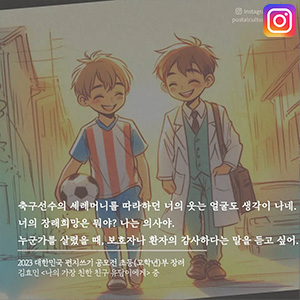 축구선수의 세레머니를 따라하던 너의 웃는 얼굴도 생각이 나네.
너의 장래희망은 뭐야? 나는 의사야.
누군가를 살렸을 때, 보호자나 환자의 감사하다는 말을 듣고 싶어.
2023 대한민국 편지쓰기 공모전 초등(고학년)부 장려
김효민 <나의 가장 친한 친구 유담이에게> 중